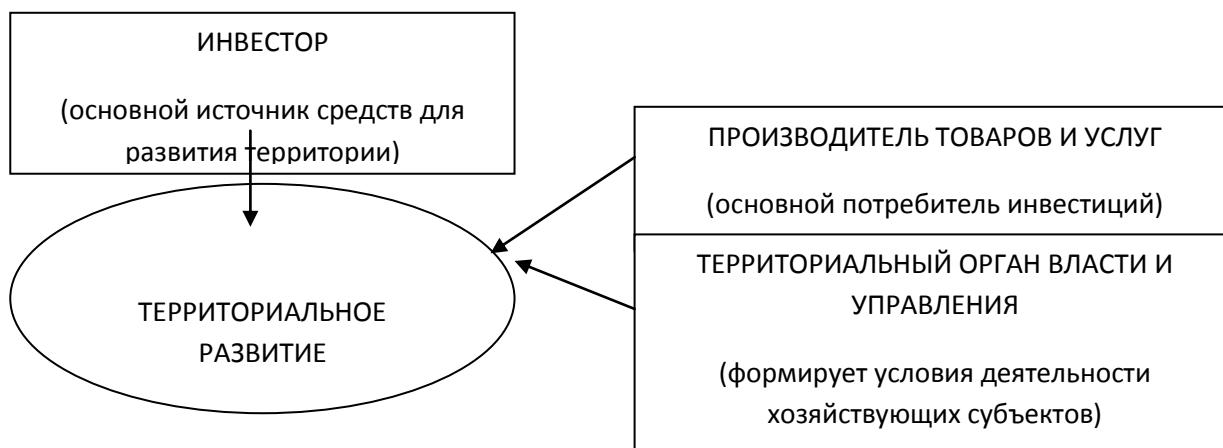 ИНВЕСТОР
(основной источник средств для
развития территории)
ПРОИЗВОДИТЕЛЬ ТОВАРОВ И УСЛУГ
(основной потребитель инвестиций)
ТЕРРИТОРИАЛЬНЫЙ ОРГАН ВЛАСТИ И
УПРАВЛЕНИЯ
(формирует условия деятельности
хозяйствующих субъектов)
ТЕРРИТОРИАЛЬНОЕ
РАЗВИТИЕ